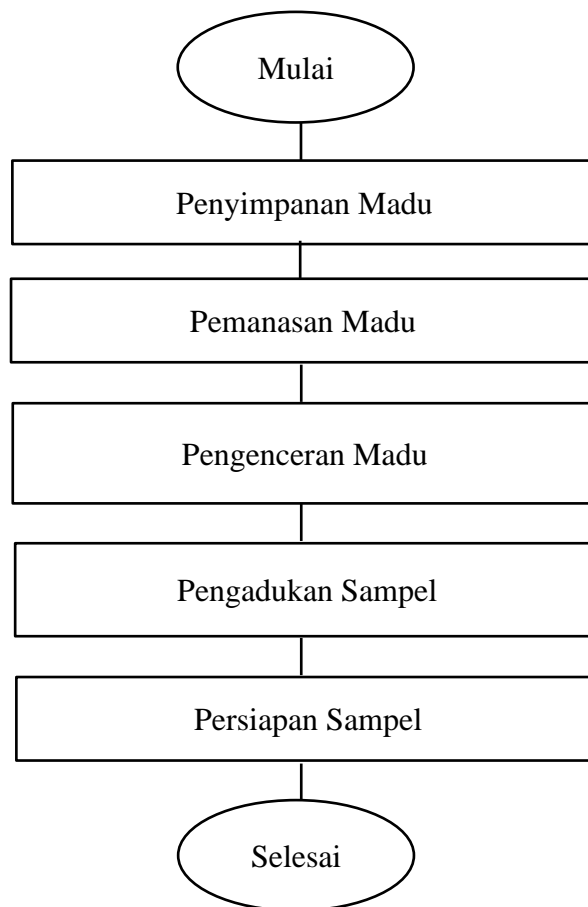 Mulai
Penyimpanan Madu
Pemanasan Madu
Pengenceran Madu
Pengadukan Sampel
Persiapan Sampel
Selesai